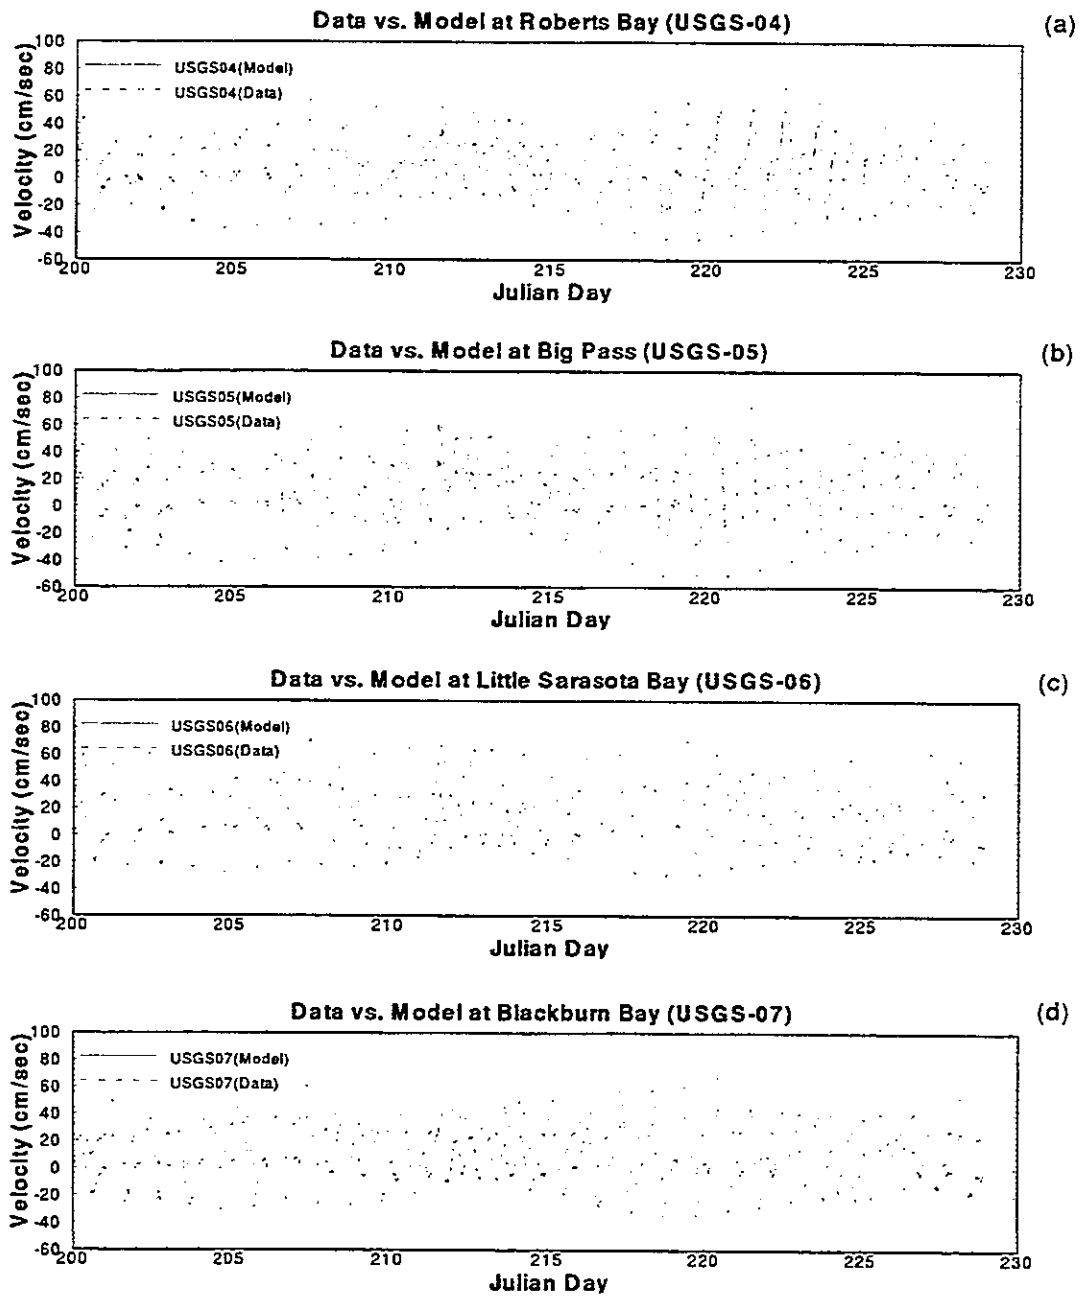 Data vs. Model at Roberts Bay (USGS-04)
(a)
100
80
60
40
20
0
-20
-40
-60
Velocity (cm/sec)
USGS04(Model)
USGS04(Data)
200 205 210 215 220 225 230
Julian Day
Data vs. Model at Big Pass (USGS-05)
(b)
100
80
60
40
20
0
-20
-40
-60
Velocity (cm/sec)
USGS05(Model)
USGS05(Data)
200 205 210 215 220 225 230
Julian Day
Data vs. Model at Little Sarasota Bay (USGS-06)
(c)
100
80
60
40
20
0
-20
-40
-60
Velocity (cm/sec)
USGS06(Model)
USGS06(Data)
200 205 210 215 220 225 230
Julian Day
Data vs. Model at Blackburn Bay (USGS-07)
(d)
100
80
60
40
20
0
-20
-40
-60
Velocity (cm/sec)
USGS07(Model)
USGS07(Data)
200 205 210 215 220 225 230
Julian Day